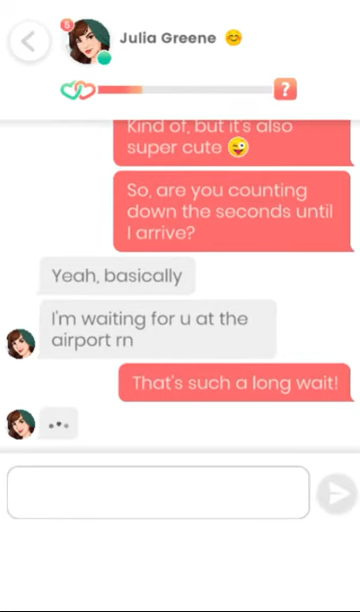 5
Julia Greene 😊
?
Kind of, but it's also
super cute 😜
So, are you counting
down the seconds until
I arrive?
Yeah, basically
I'm waiting for u at the
airport rn
That's such a long wait!